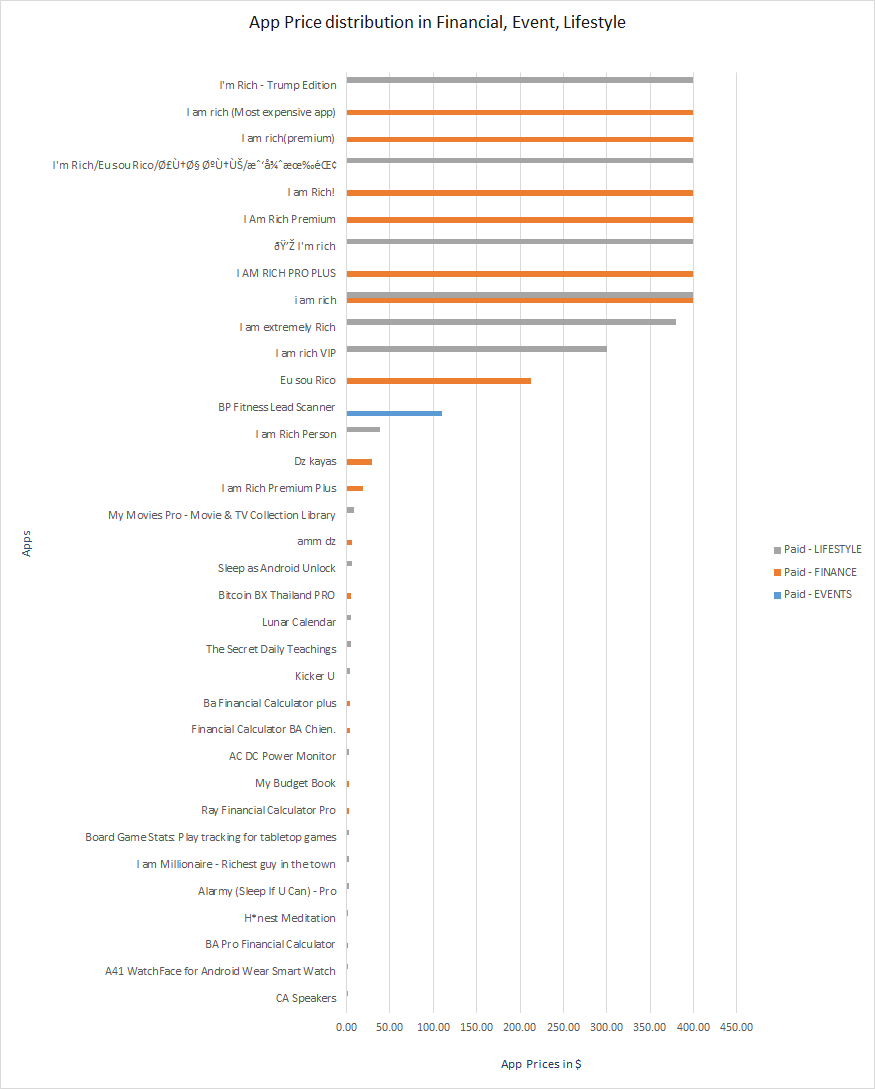 App Price distribution in Financial, Event, Lifestyle
I'm Rich - Trump Edition
I am rich (Most expensive app)
I am rich(premium)
I'm Rich/Eu sou Rico/Ø£Ù†Ø§ ØºÙ†ÙŠ/æˆ‘å¾ˆæœ‰éŒ¢
I am Rich!
I Am Rich Premium
ðŸ’Ž I'm rich
I AM RICH PRO PLUS
i am rich
I am extremely Rich
I am rich VIP
Eu sou Rico
BP Fitness Lead Scanner
I am Rich Person
Dz kayas
I am Rich Premium Plus
My Movies Pro - Movie & TV Collection Library
amm dz
Sleep as Android Unlock
Bitcoin BX Thailand PRO
Lunar Calendar
The Secret Daily Teachings
Kicker U
Ba Financial Calculator plus
Financial Calculator BA Chien.
AC DC Power Monitor
My Budget Book
Ray Financial Calculator Pro
Board Game Stats: Play tracking for tabletop games
I am Millionaire - Richest guy in the town
Alarmy (Sleep If U Can) - Pro
H*nest Meditation
BA Pro Financial Calculator
A41 WatchFace for Android Wear Smart Watch
CA Speakers
Apps
0.00 50.00 100.00 150.00 200.00 250.00 300.00 350.00 400.00 450.00
App Prices in $
Paid - LIFESTYLE
Paid - FINANCE
Paid - EVENTS